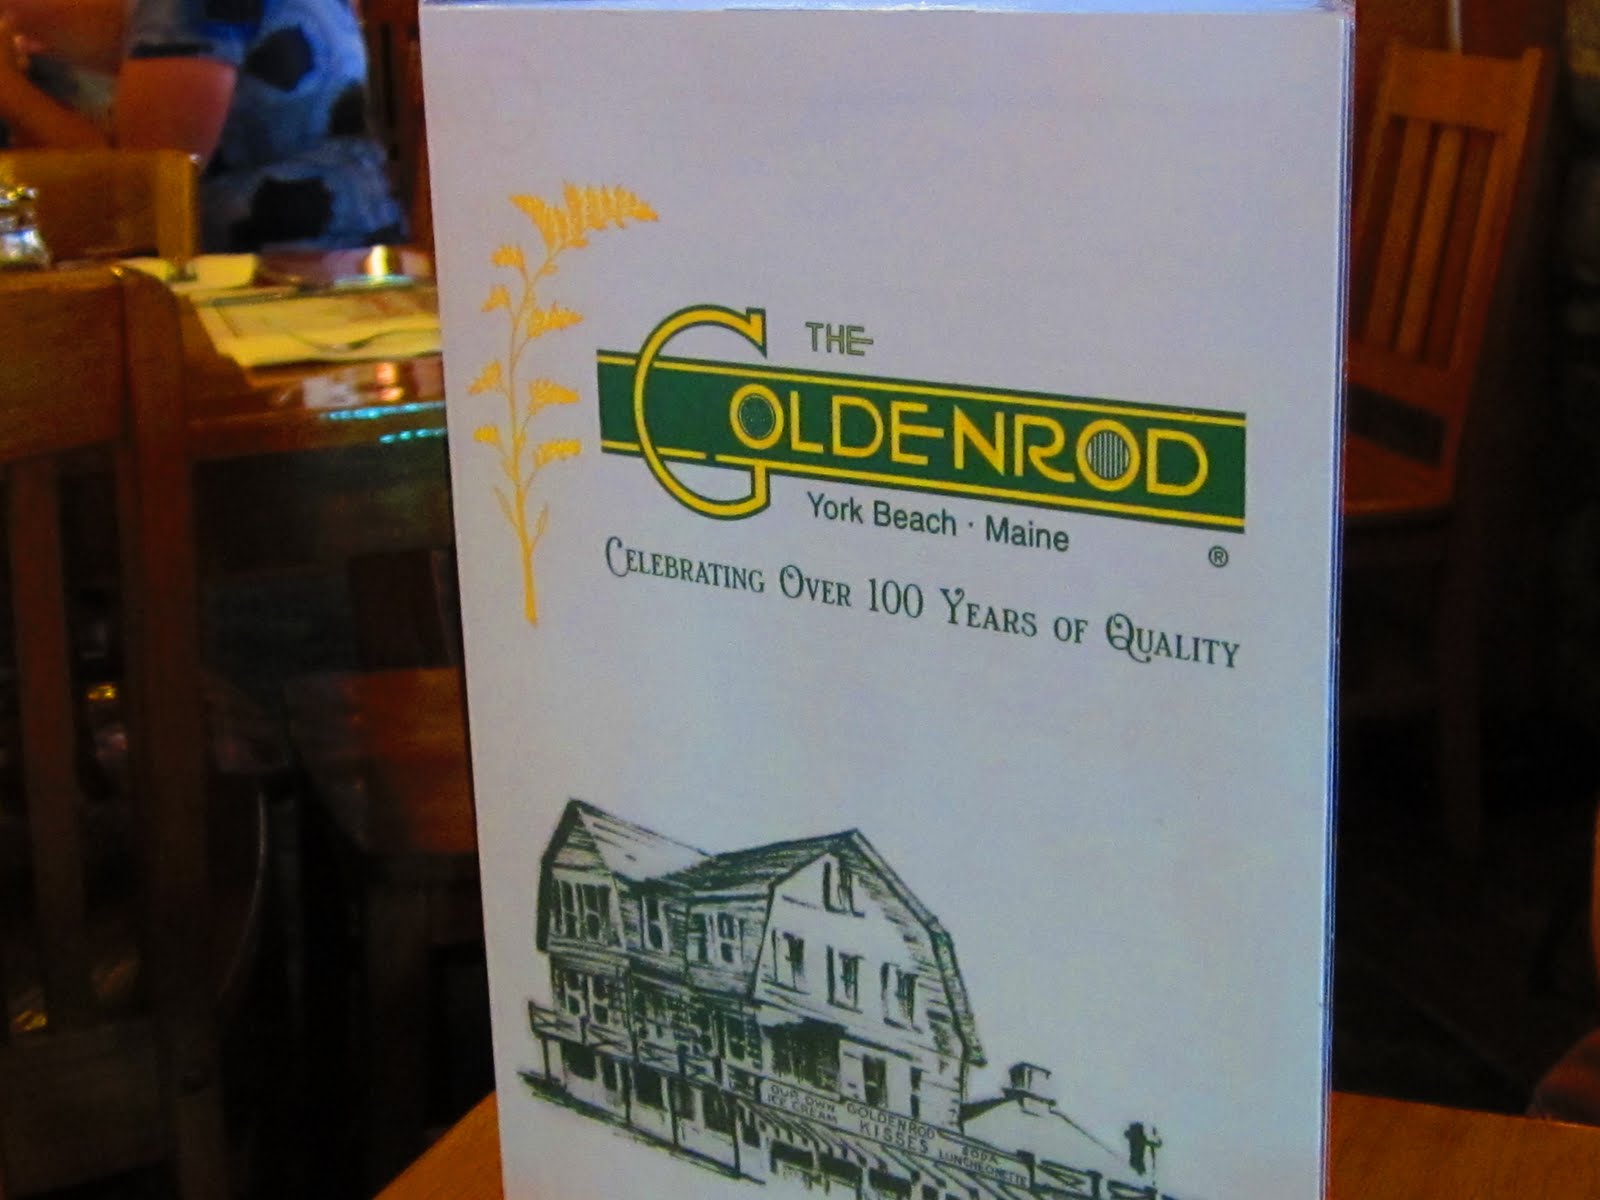 THE
GOLDENROD
York Beach · Maine
®
CELEBRATING OVER 100 YEARS OF QUALITY
OUR OWN
ICE CREAM
GOLDENROD
KISSES
SODA
LUNCHEONETTE